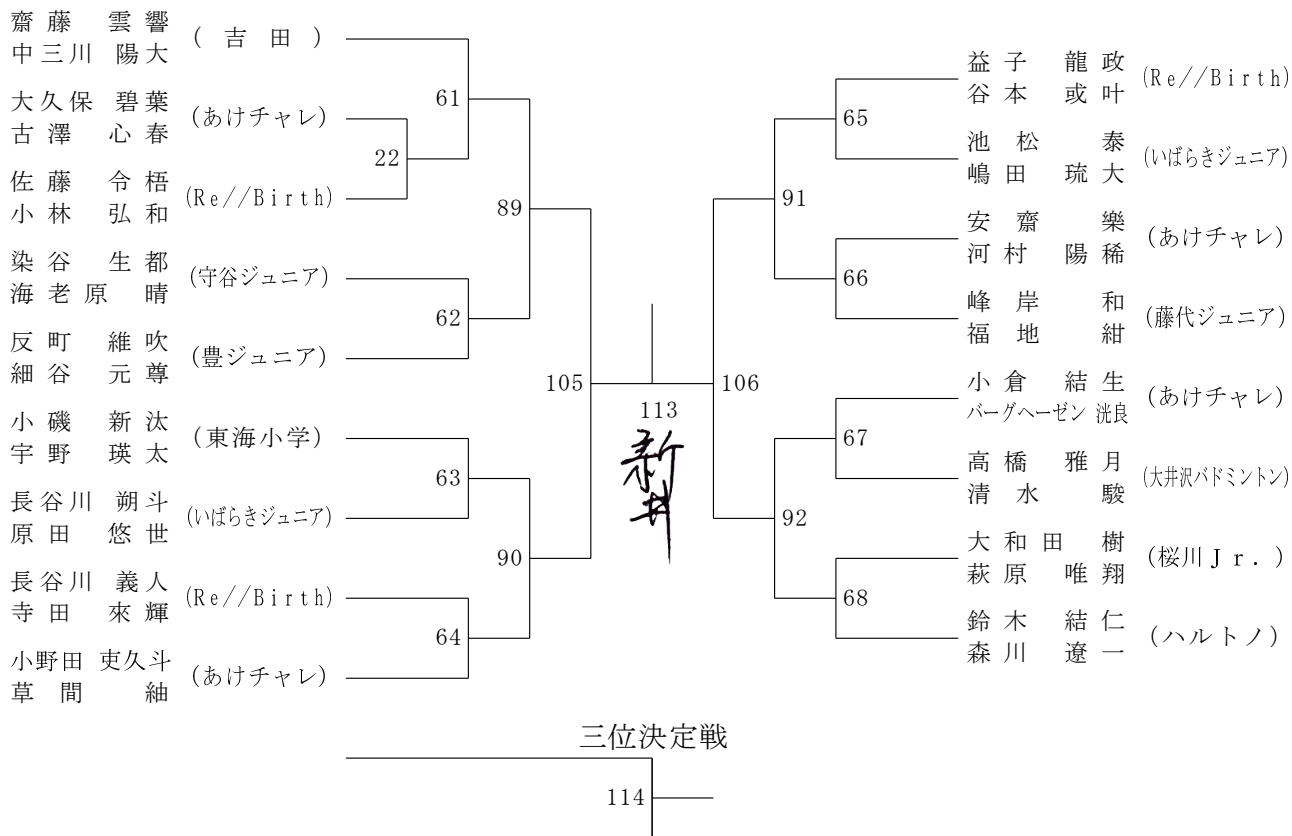 齋藤 雲響
中三川 陽大
(吉田)
大久保 碧葉
古澤 心春
(あけチャレ)
佐藤 令梧
小林 弘和
(Re//Birth)
染谷 生都
海老原 晴
(守谷ジュニア)
反町 維吹
細谷 元尊
(豊ジュニア)
小磯 新汰
宇野 瑛太
(東海小学)
長谷川 朔斗
原田 悠世
(いばらきジュニア)
長谷川 義人
寺田 來輝
(Re//Birth)
小野田 吏久斗
草間 紬
(あけチャレ)
61
22
89
62
105
63
90
64
113
新井
益子 龍政
谷本 或叶
(Re//Birth)
池松 泰
嶋田 琉大
(いばらきジュニア)
安齋 樂
河村 陽稀
(あけチャレ)
峰岸 和
福地 紺
(藤代ジュニア)
小倉 結生
バーグヘーゼン 洸良
(あけチャレ)
高橋 雅月
清水 駿
(大井沢バドミントン)
大和田 樹
萩原 唯翔
(桜川Jr.)
鈴木 結仁
森川 遼一
(ハルトノ)
65
91
66
106
67
92
68
三位決定戦
114